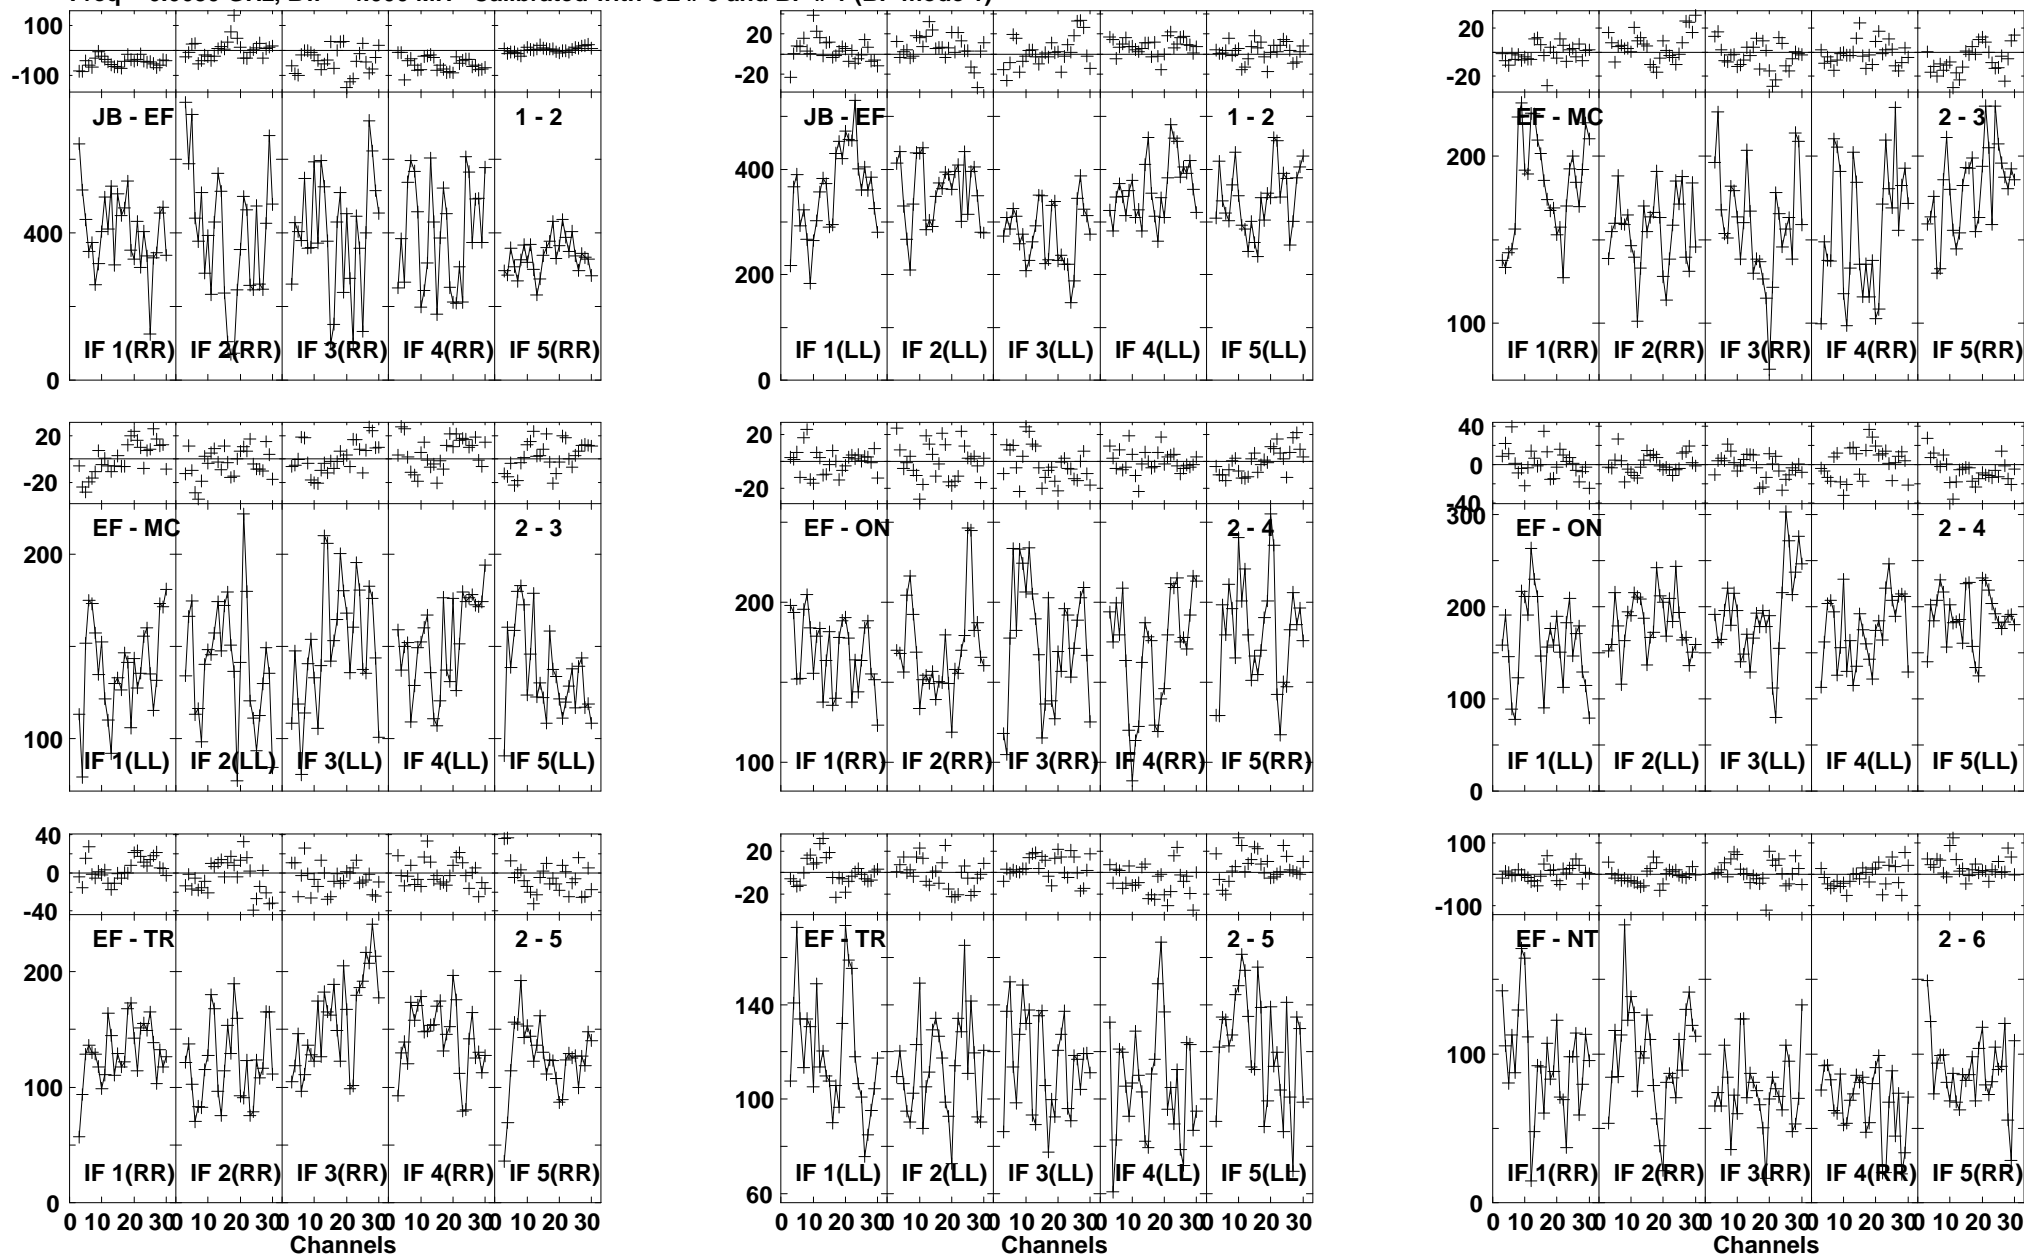 100
-100
JB - EF
1 - 2
400
0
IF 1(RR)
IF 2(RR)
IF 3(RR)
IF 4(RR)
IF 5(RR)
20
-20
JB - EF
1 - 2
400
200
0
IF 1(LL)
IF 2(LL)
IF 3(LL)
IF 4(LL)
IF 5(LL)
20
-20
EF - MC
2 - 3
200
100
IF 1(RR)
IF 2(RR)
IF 3(RR)
IF 4(RR)
IF 5(RR)
20
-20
EF - MC
2 - 3
200
100
IF 1(LL)
IF 2(LL)
IF 3(LL)
IF 4(LL)
IF 5(LL)
20
-20
EF - ON
2 - 4
200
100
IF 1(RR)
IF 2(RR)
IF 3(RR)
IF 4(RR)
IF 5(RR)
40
0
-40
EF - ON
2 - 4
300
200
100
0
IF 1(LL)
IF 2(LL)
IF 3(LL)
IF 4(LL)
IF 5(LL)
40
0
-40
EF - TR
2 - 5
200
100
0
IF 1(RR)
IF 2(RR)
IF 3(RR)
IF 4(RR)
IF 5(RR)
0 10 20 30 0 10 20 30 0 10 20 30 0 10 20 30 0 10 20 30
Channels
20
-20
EF - TR
2 - 5
140
100
60
IF 1(LL)
IF 2(LL)
IF 3(LL)
IF 4(LL)
IF 5(LL)
0 10 20 30 0 10 20 30 0 10 20 30 0 10 20 30 0 10 20 30
Channels
100
-100
EF - NT
2 - 6
100
0
IF 1(RR)
IF 2(RR)
IF 3(RR)
IF 4(RR)
IF 5(RR)
0 10 20 30 0 10 20 30 0 10 20 30 0 10 20 30 0 10 20 30
Channels